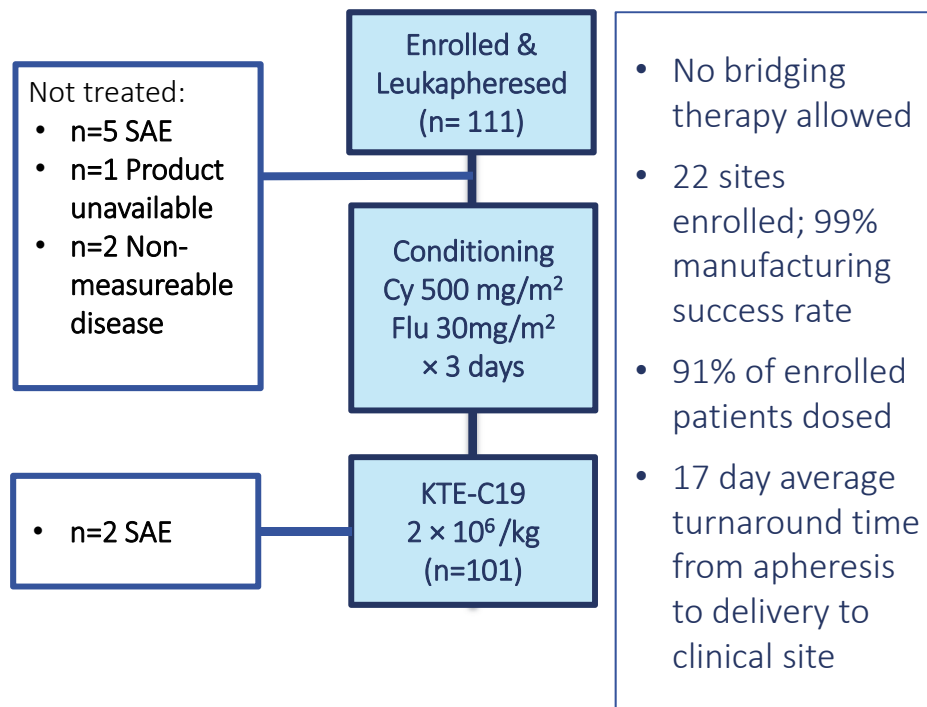 Enrolled &
Leukapheresed
(n= 111)
Not treated:
• n=5 SAE
• n=1 Product
unavailable
• n=2 Non-
measureable
disease
Conditioning
Cy 500 mg/m²
Flu 30mg/m²
× 3 days
• n=2 SAE
KTE-C19
2 × 10⁶/kg
(n=101)
• No bridging
therapy allowed
• 22 sites
enrolled; 99%
manufacturing
success rate
• 91% of enrolled
patients dosed
• 17 day average
turnaround time
from apheresis
to delivery to
clinical site